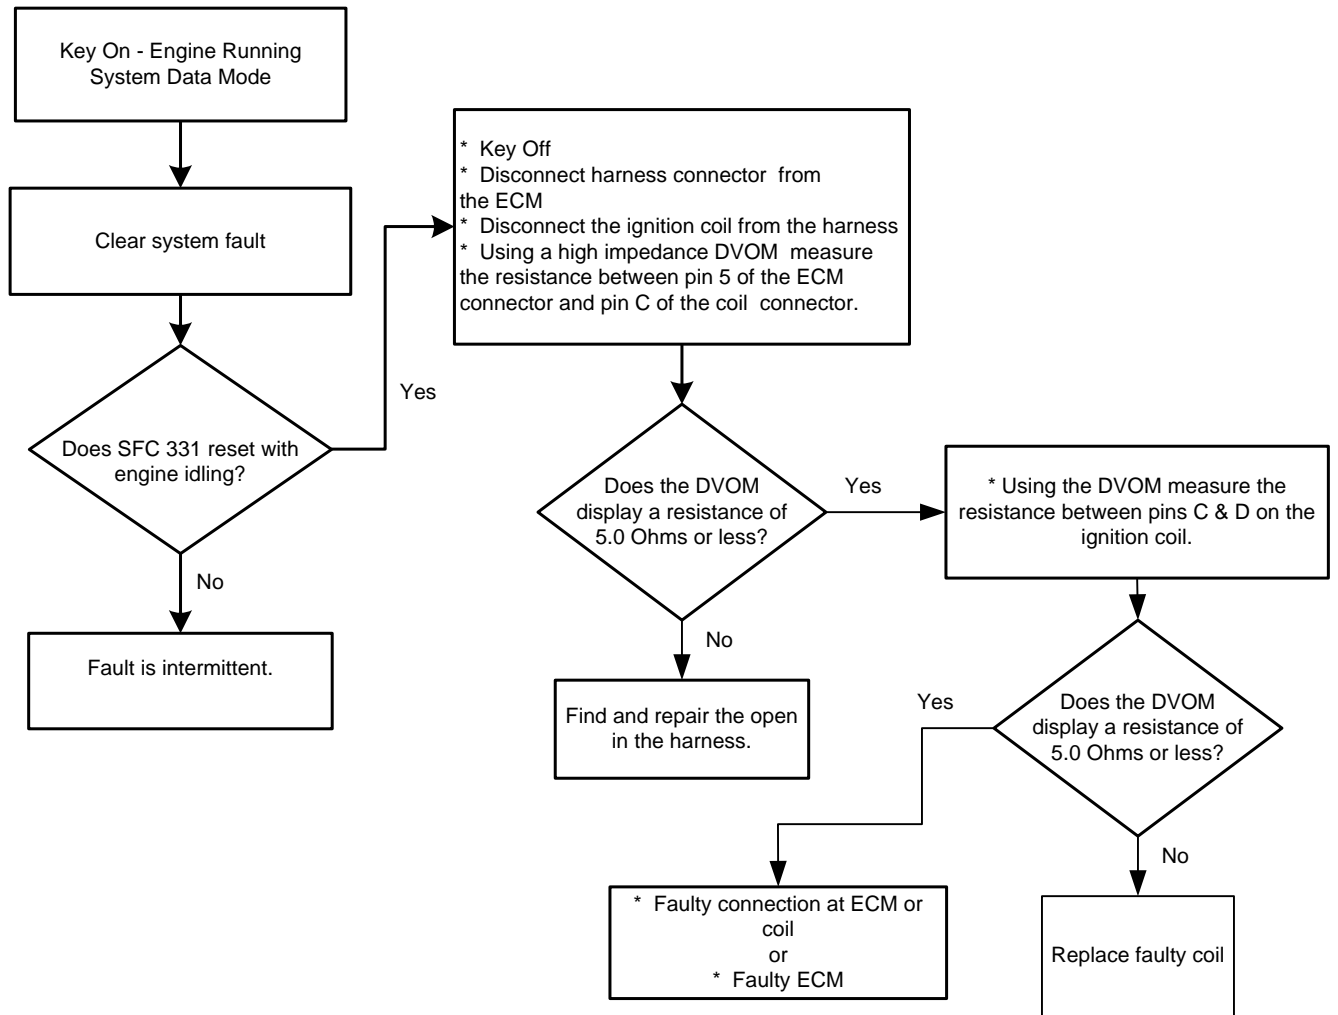 Key On - Engine Running
System Data Mode
Clear system fault
Does SFC 331 reset with
engine idling?
Yes
No
Fault is intermittent.
* Key Off
* Disconnect harness connector from
the ECM
* Disconnect the ignition coil from the harness
* Using a high impedance DVOM measure
the resistance between pin 5 of the ECM
connector and pin C of the coil connector.
Does the DVOM
display a resistance of
5.0 Ohms or less?
Yes
No
Find and repair the open
in the harness.
* Using the DVOM measure the
resistance between pins C & D on the
ignition coil.
Does the DVOM
display a resistance of
5.0 Ohms or less?
Yes
No
* Faulty connection at ECM or
coil
or
* Faulty ECM
Replace faulty coil